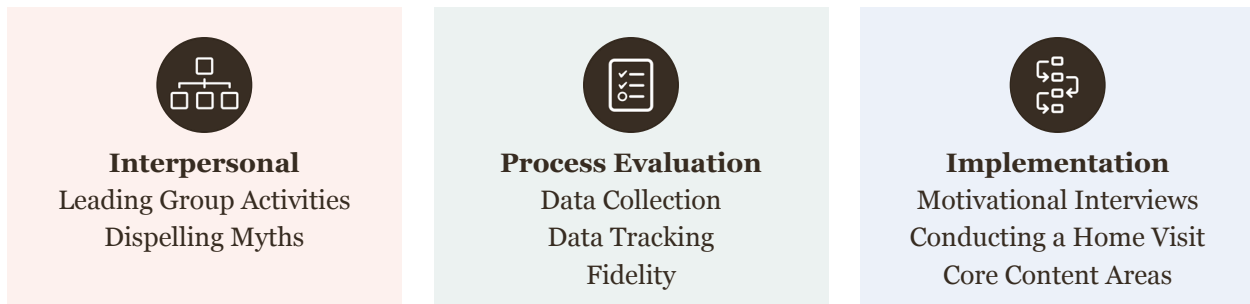 Interpersonal
Leading Group Activities
Dispelling Myths
Process Evaluation
Data Collection
Data Tracking
Fidelity
Implementation
Motivational Interviews
Conducting a Home Visit
Core Content Areas